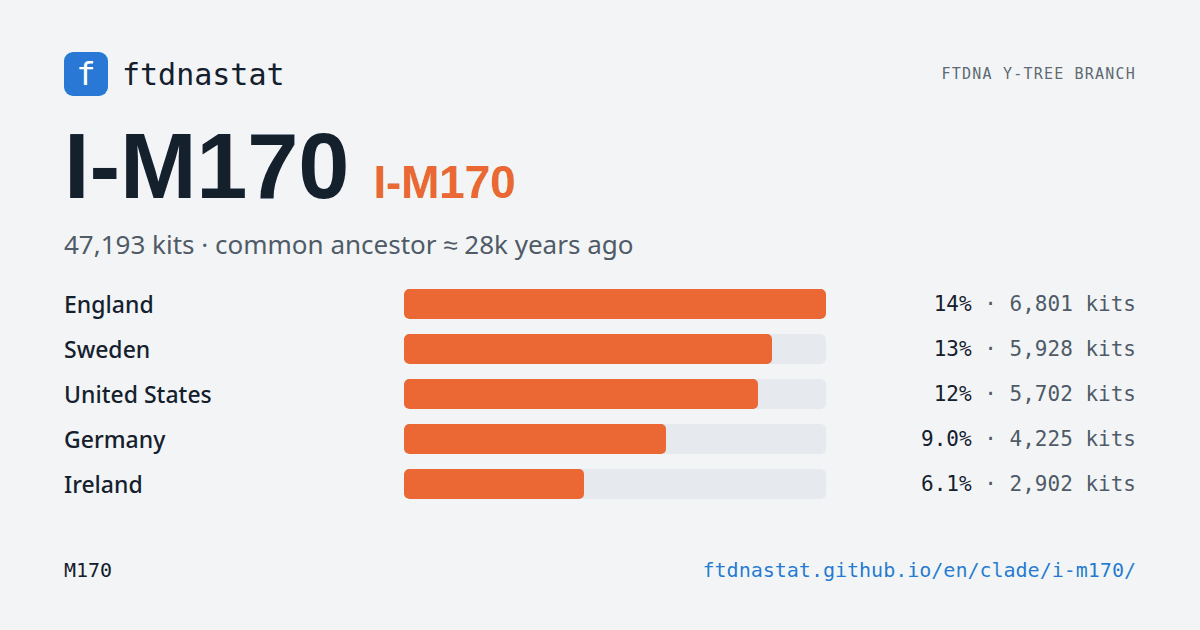 f ftdnastat
FTDNA Y-TREE BRANCH
I-M170 I-M170
47,193 kits · common ancestor ≈ 28k years ago
England 14% · 6,801 kits
Sweden 13% · 5,928 kits
United States 12% · 5,702 kits
Germany 9.0% · 4,225 kits
Ireland 6.1% · 2,902 kits
M170 ftdnastat.github.io/en/clade/i-m170/